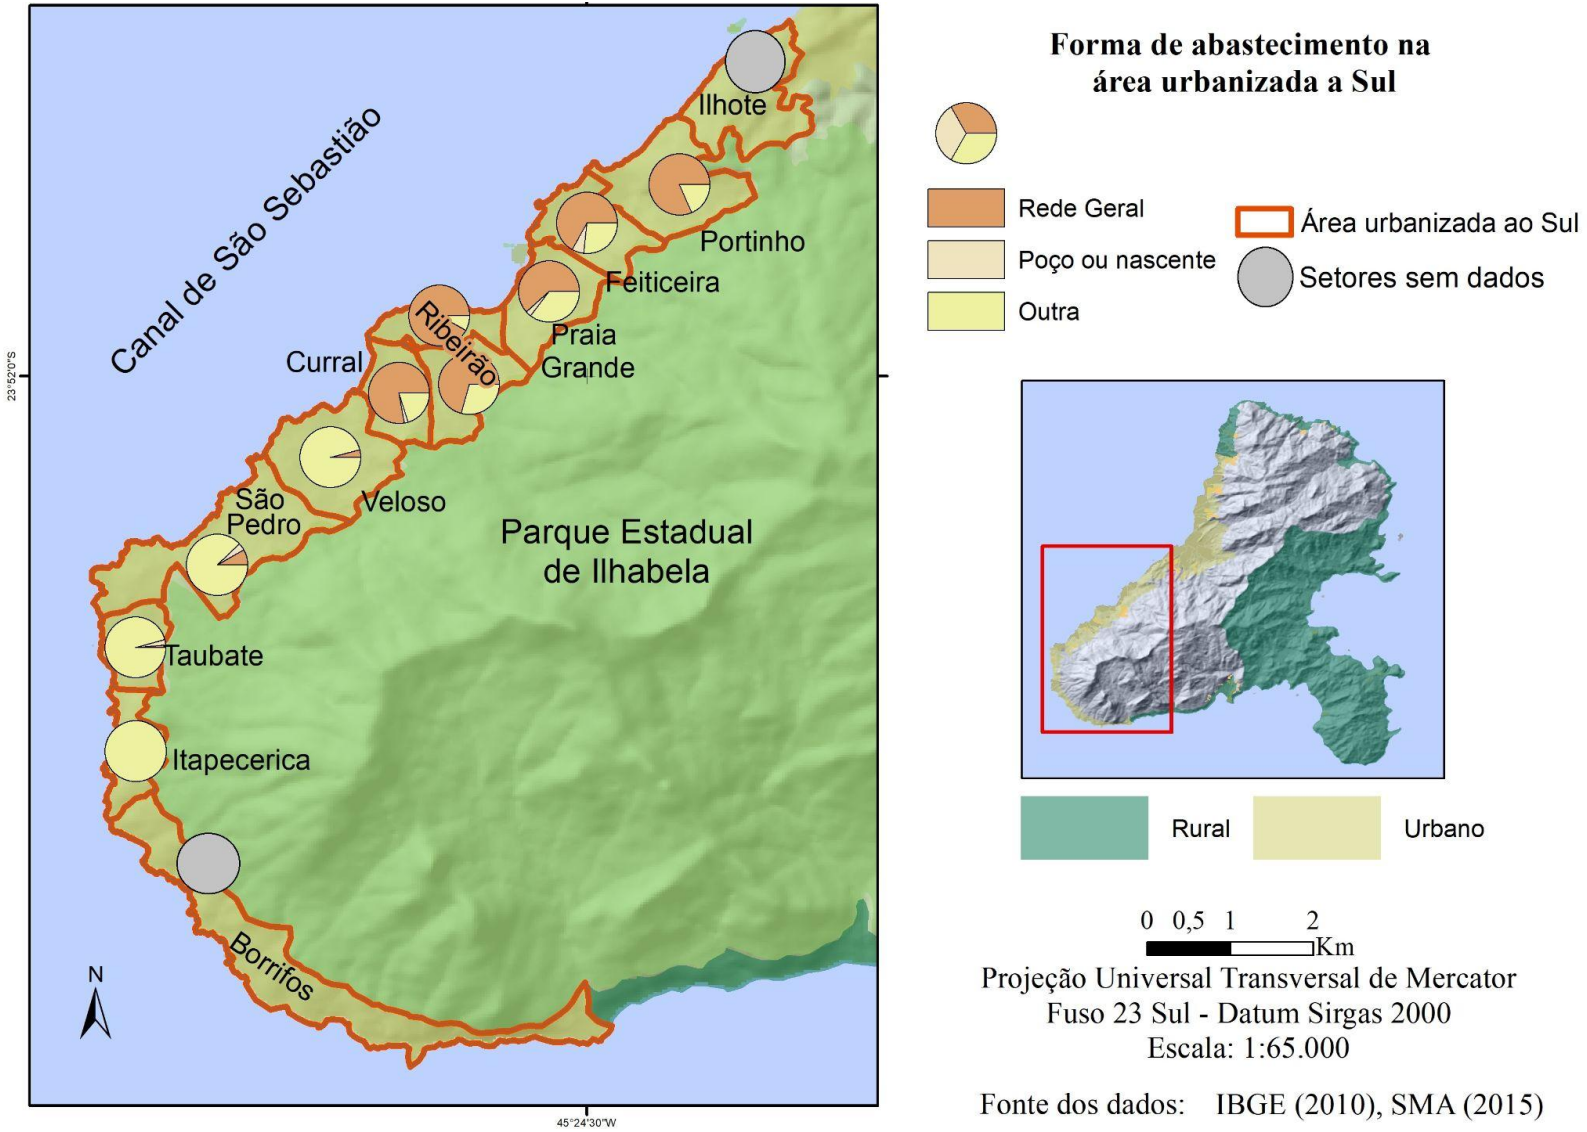 Forma de abastecimento na
área urbanizada a Sul
Rede Geral
Poço ou nascente
Outra
Área urbanizada ao Sul
Setores sem dados
Canal de São Sebastião
Ilhote
Portinho
Feiticeira
Praia
Grande
Ribeirão
Curral
Veloso
São
Pedro
Taubate
Itapecerica
Borrifos
Parque Estadual
de Ilhabela
23°52'0"S
45°24'30"W
N
Rural
Urbano
0 0,5 1 2
Km
Projeção Universal Transversal de Mercator
Fuso 23 Sul - Datum Sirgas 2000
Escala: 1:65.000
Fonte dos dados: IBGE (2010), SMA (2015)